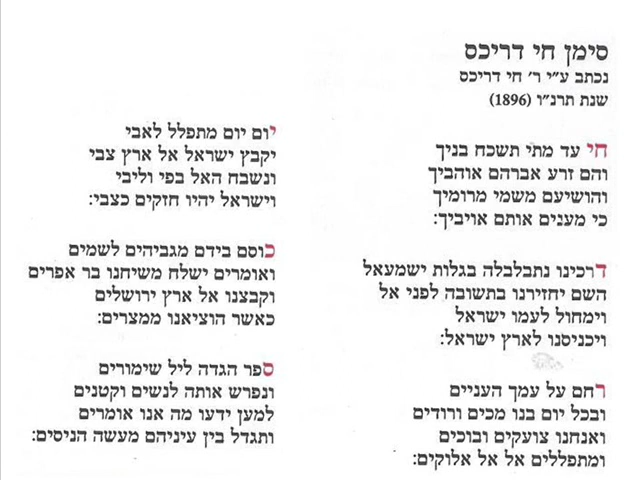 סימן חי דריכס
נכתב ע״י ר׳ חי דריכס
שנת תרנ״ו (1896)
חי עד מתי תשכח בניך
והם זרע אברהם אוהביך
והושיעם משמי מרומיך
כי מענים אותם אויביך:
דרכינו נתבלבלה בגלות ישמעאל
השם יחזירנו בתשובה לפני אל
וימחול לעמו ישראל
ויכניסנו לארץ ישראל:
רחם על עמך העניים
ובכל יום בנו מכים ורודים
ואנחנו צועקים ובוכים
ומתפללים אל אל אלוקים:
יום יום מתפלל לאבי
יקבץ ישראל אל ארץ צבי
ונשבח האל בפי וליבי
וישראל יהיו חזקים כצבי:
כוסם בידם מגביהים לשמים
ואומרים ישלח משיחנו בר אפרים
וקבצנו אל ארץ ירושלים
כאשר הוציאנו ממצרים:
ספר הגדה ליל שימורים
ונפרש אותה לנשים וקטנים
למען ידעו מה אנו אומרים
ותגדל בין עיניהם מעשה הניסים: